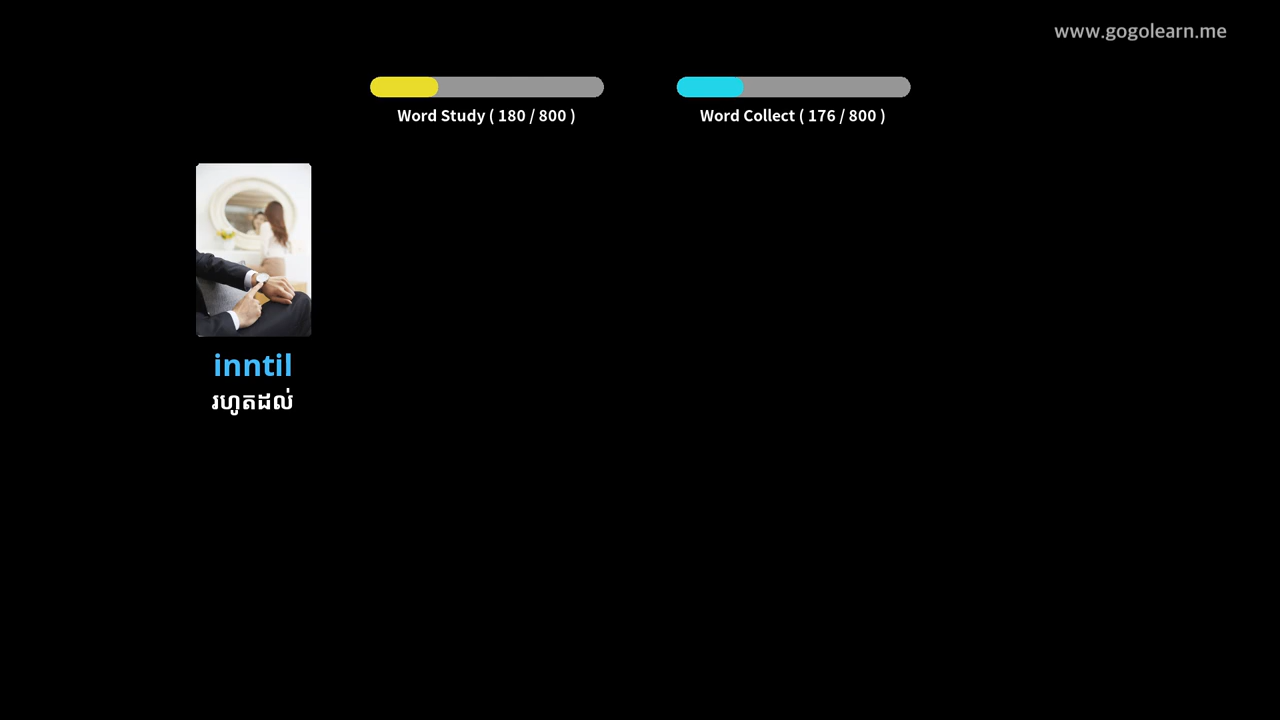 www.gogolearn.me
Word Study ( 180 / 800 )
Word Collect ( 176 / 800 )
inntil
រហូតដល់